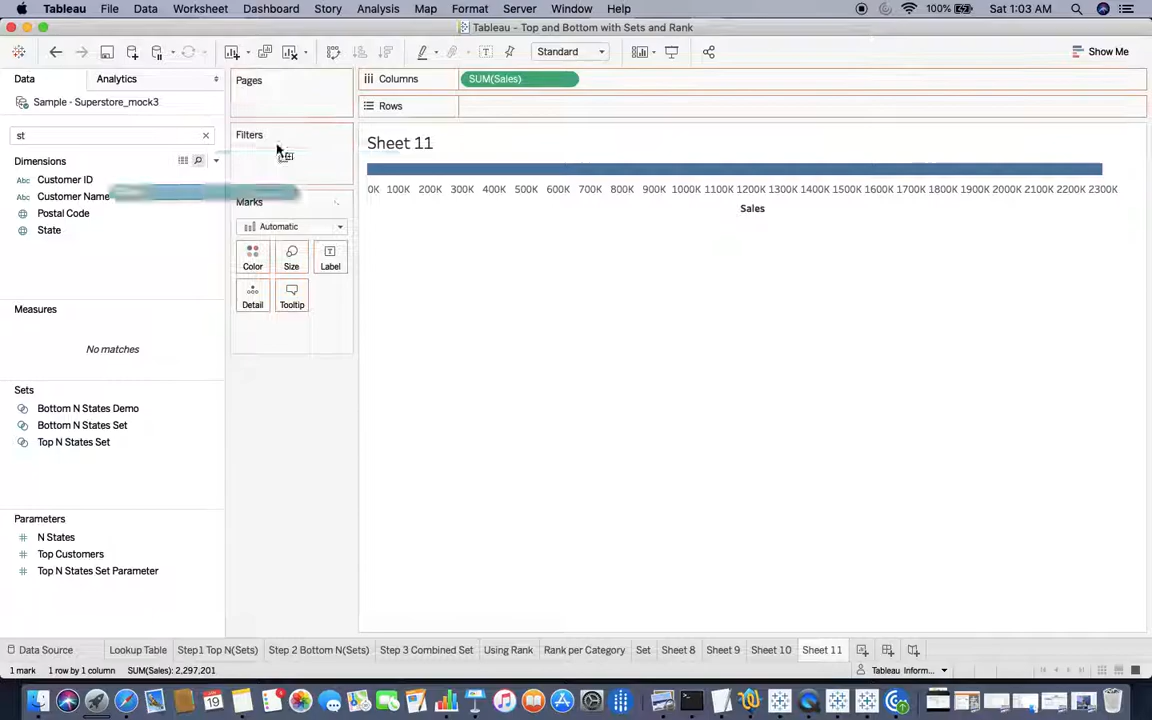 Tableau File Data Worksheet Dashboard Story Analysis Map Format Server Window Help 100% Sat 1:03 AM
Tableau - Top and Bottom with Sets and Rank
Standard Show Me
Data Analytics
Pages
Columns SUM(Sales)
Sample - Superstore_mock3
Rows
st
Filters
Sheet 11
Dimensions
Customer ID
Customer Name
Postal Code
State
Marks
Automatic
Color Size Label
Detail Tooltip
0K 100K 200K 300K 400K 500K 600K 700K 800K 900K 1000K 1100K 1200K 1300K 1400K 1500K 1600K 1700K 1800K 1900K 2000K 2100K 2200K 2300K
Sales
Measures
No matches
Sets
Bottom N States Demo
Bottom N States Set
Top N States Set
Parameters
N States
Top Customers
Top N States Set Parameter
Data Source Lookup Table Step1 Top N(Sets) Step 2 Bottom N(Sets) Step 3 Combined Set Using Rank Rank per Category Set Sheet 8 Sheet 9 Sheet 10 Sheet 11
1 mark 1 row by 1 column SUM(Sales): 2,297,201 Tableau Inform...